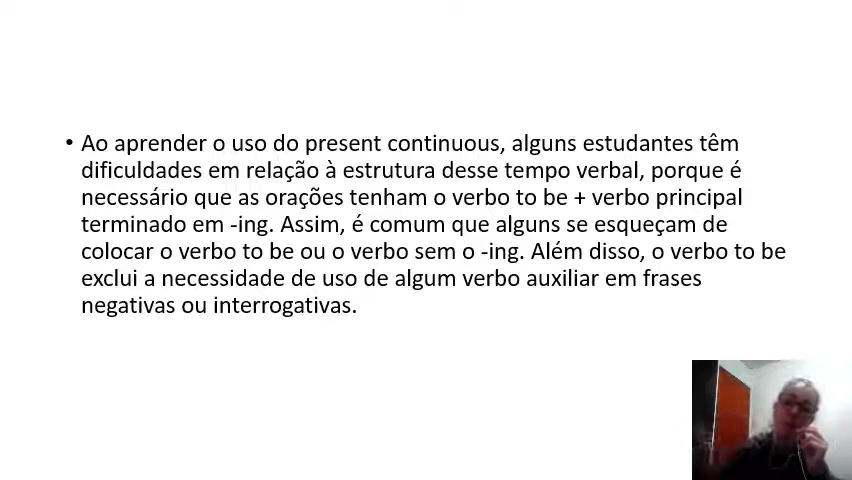 • Ao aprender o uso do present continuous, alguns estudantes têm
dificuldades em relação à estrutura desse tempo verbal, porque é
necessário que as orações tenham o verbo to be + verbo principal
terminado em -ing. Assim, é comum que alguns se esqueçam de
colocar o verbo to be ou o verbo sem o -ing. Além disso, o verbo to be
exclui a necessidade de uso de algum verbo auxiliar em frases
negativas ou interrogativas.